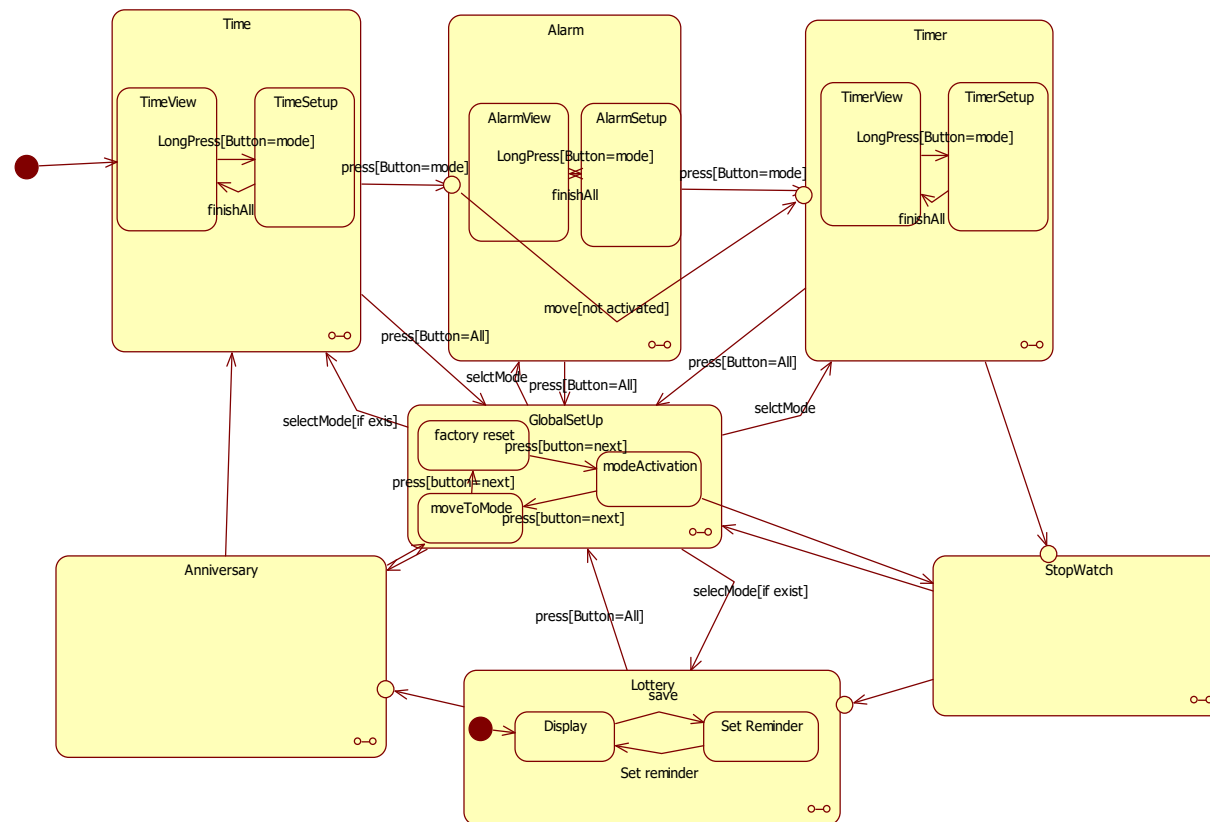 Time
Alarm
Timer
TimeView
TimeSetup
AlarmView
AlarmSetup
TimerView
TimerSetup
LongPress[Button=mode]
LongPress[Button=mode]
LongPress[Button=mode]
press[Button=mode]
press[Button=mode]
finishAll
finishAll
finishAll
move[not activated]
press[Button=All]
press[Button=All]
press[Button=All]
selctMode
selctMode
selectMode[if exis]
GlobalSetUp
factory reset
press[button=next]
modeActivation
press[button=next]
moveToMode
press[button=next]
Anniversary
StopWatch
selecMode[if exist]
press[Button=All]
Lottery
save
Display
Set Reminder
Set reminder